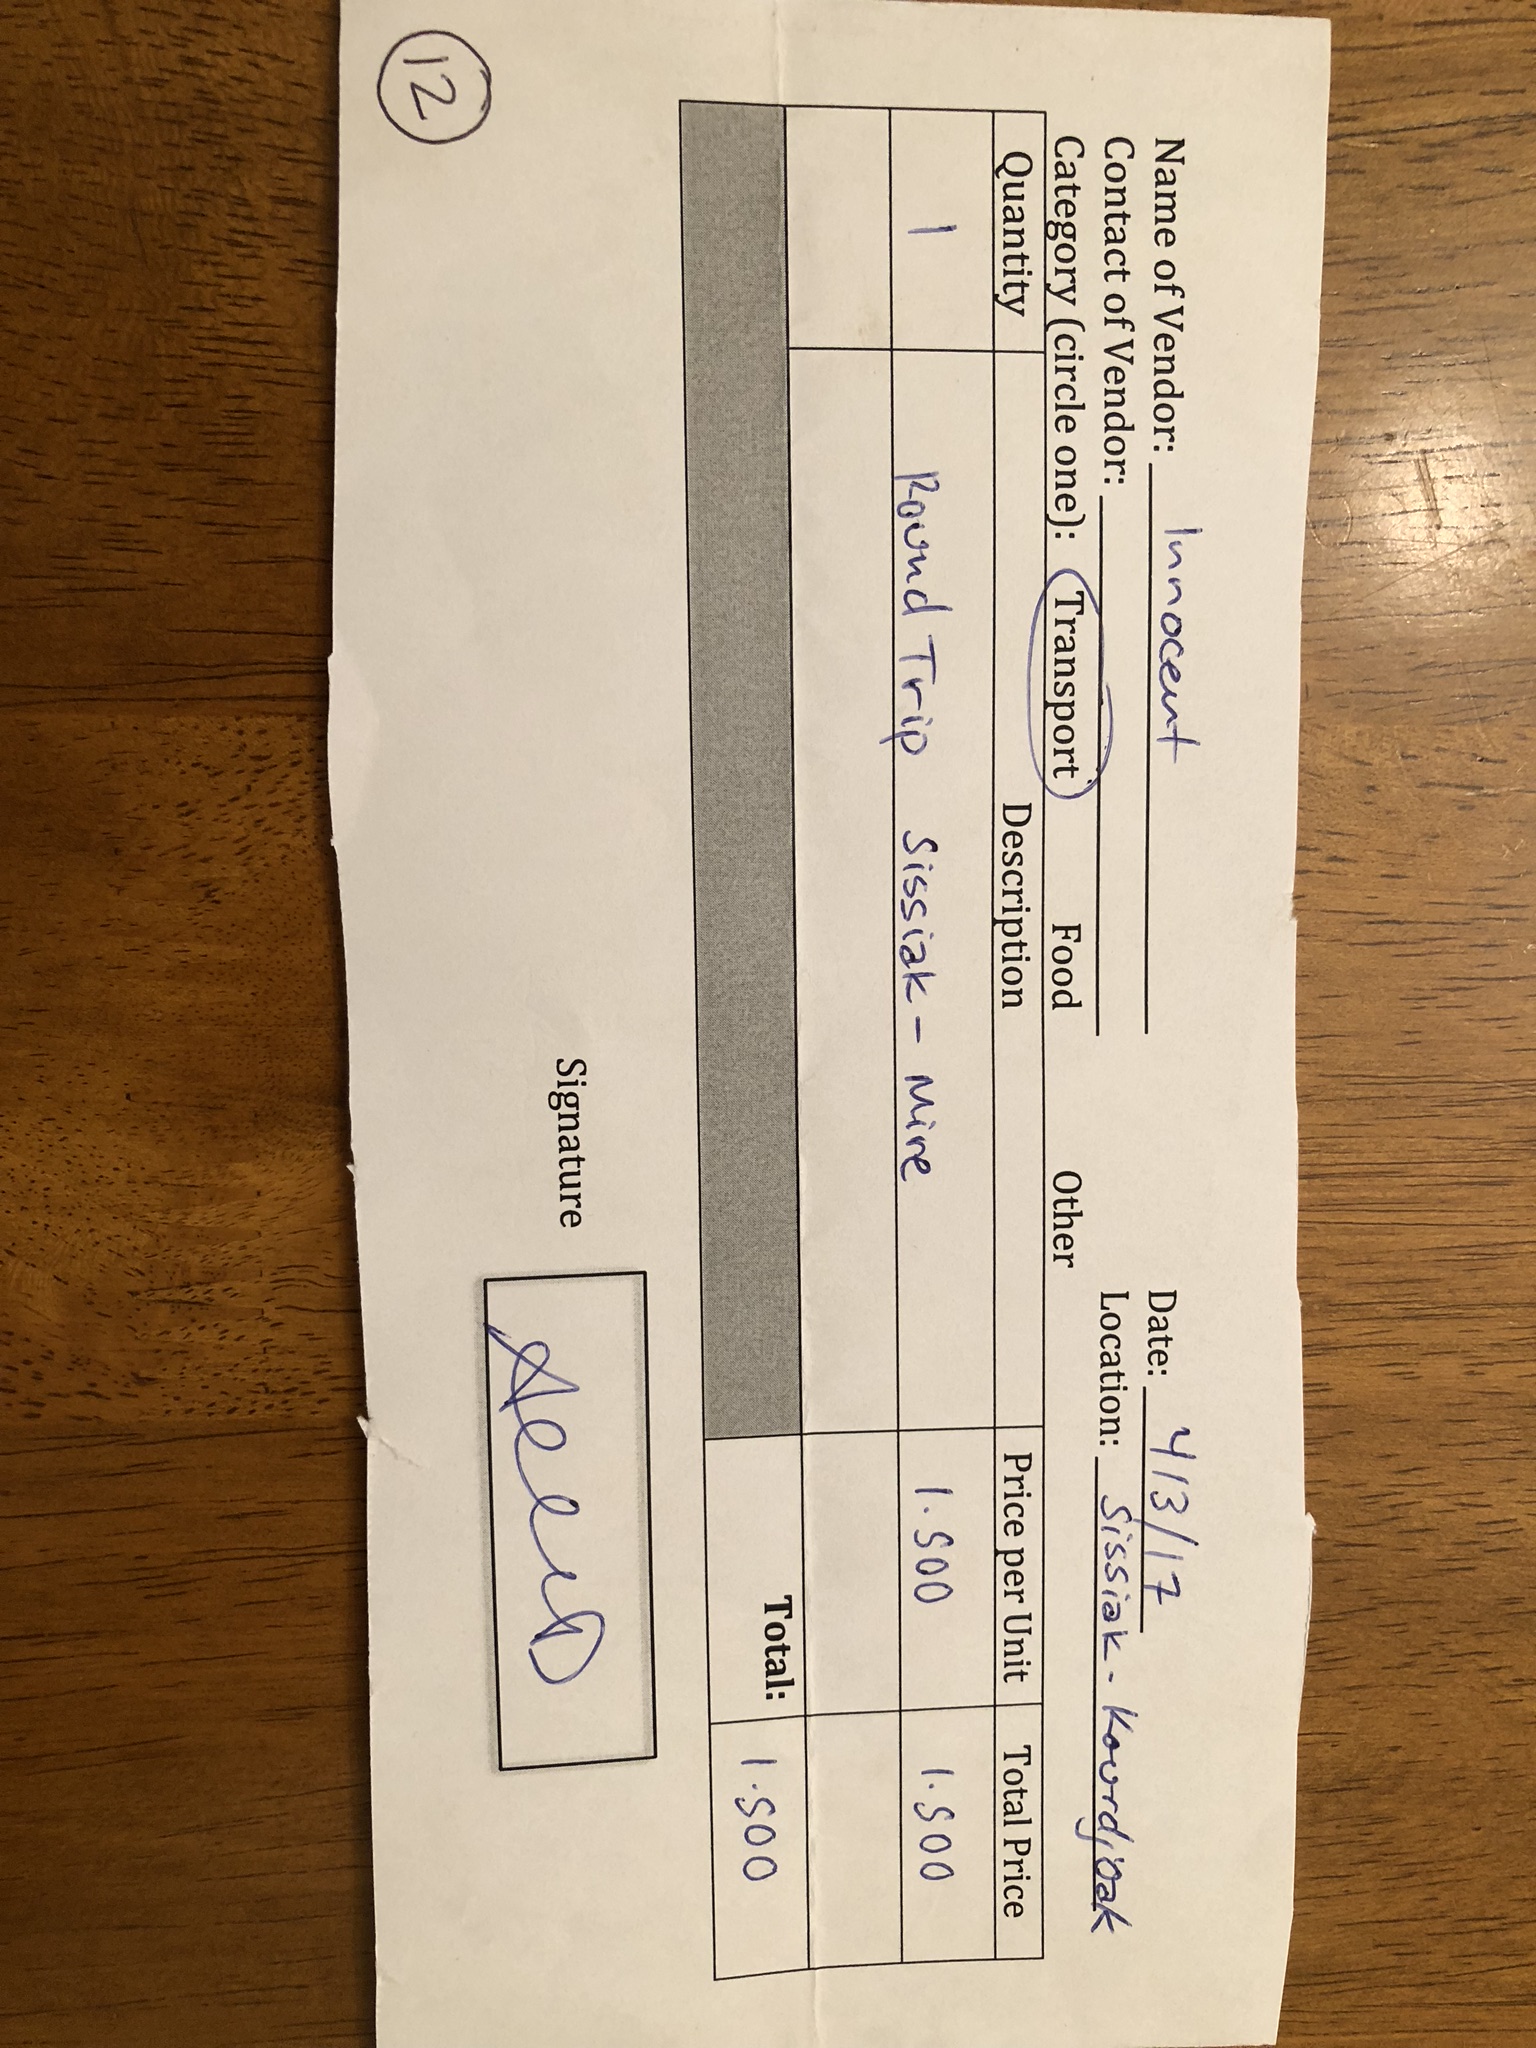 Name of Vendor: Innocent Date: 4/3/17
Contact of Vendor: Location: Sissiak - Kourdjoak
Category (circle one): Transport Food Other
Quantity Description Price per Unit Total Price
1 Round Trip Sissiak - Mire 1.500 1.500
Total: 1.500
Signature
12